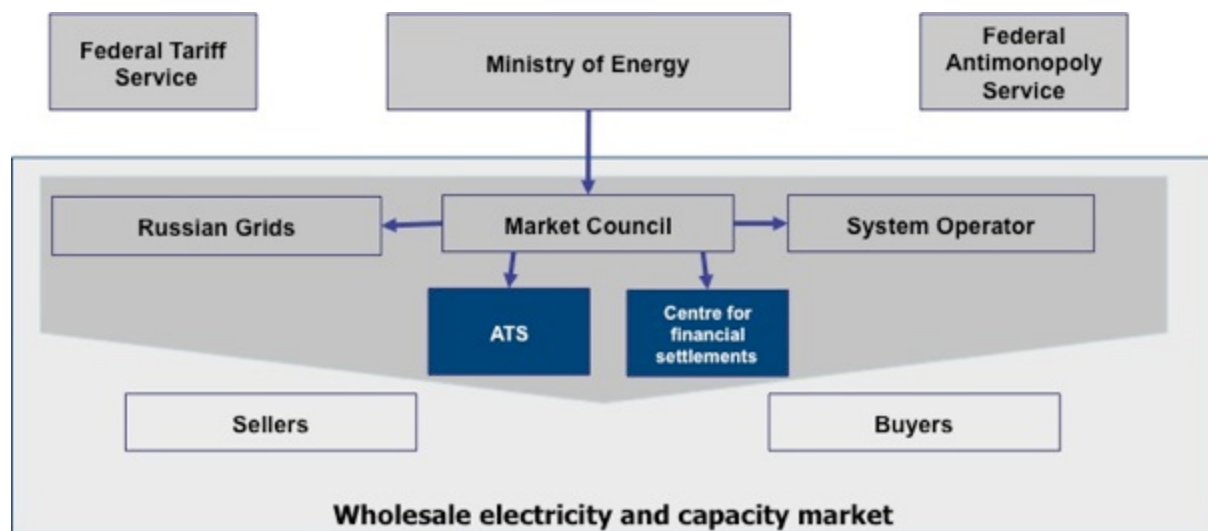 Federal Tariff
Service
Ministry of Energy
Federal
Antimonopoly
Service
Russian Grids
Market Council
System Operator
ATS
Centre for
financial
settlements
Sellers
Buyers
Wholesale electricity and capacity market